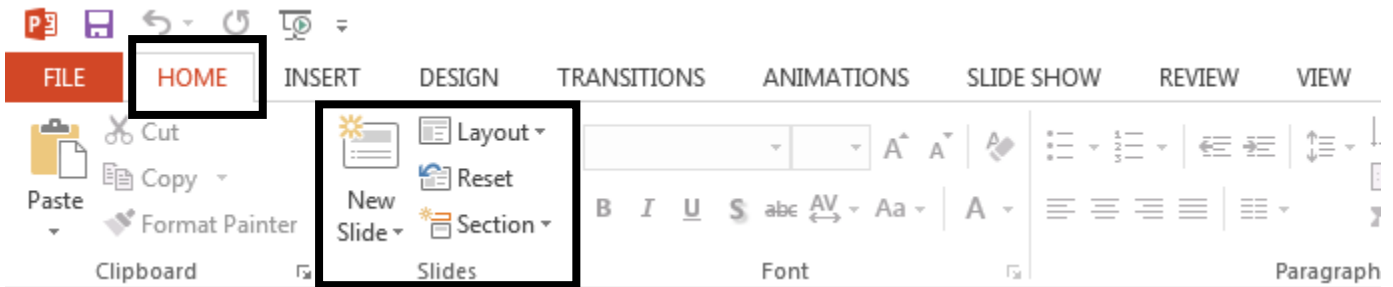 FILE HOME INSERT DESIGN TRANSITIONS ANIMATIONS SLIDE SHOW REVIEW VIEW
Paste
Cut
Copy
Format Painter
Clipboard
New
Slide
Layout
Reset
Section
Slides
A A
B I U S abc AV Aa A
Font
Paragraph